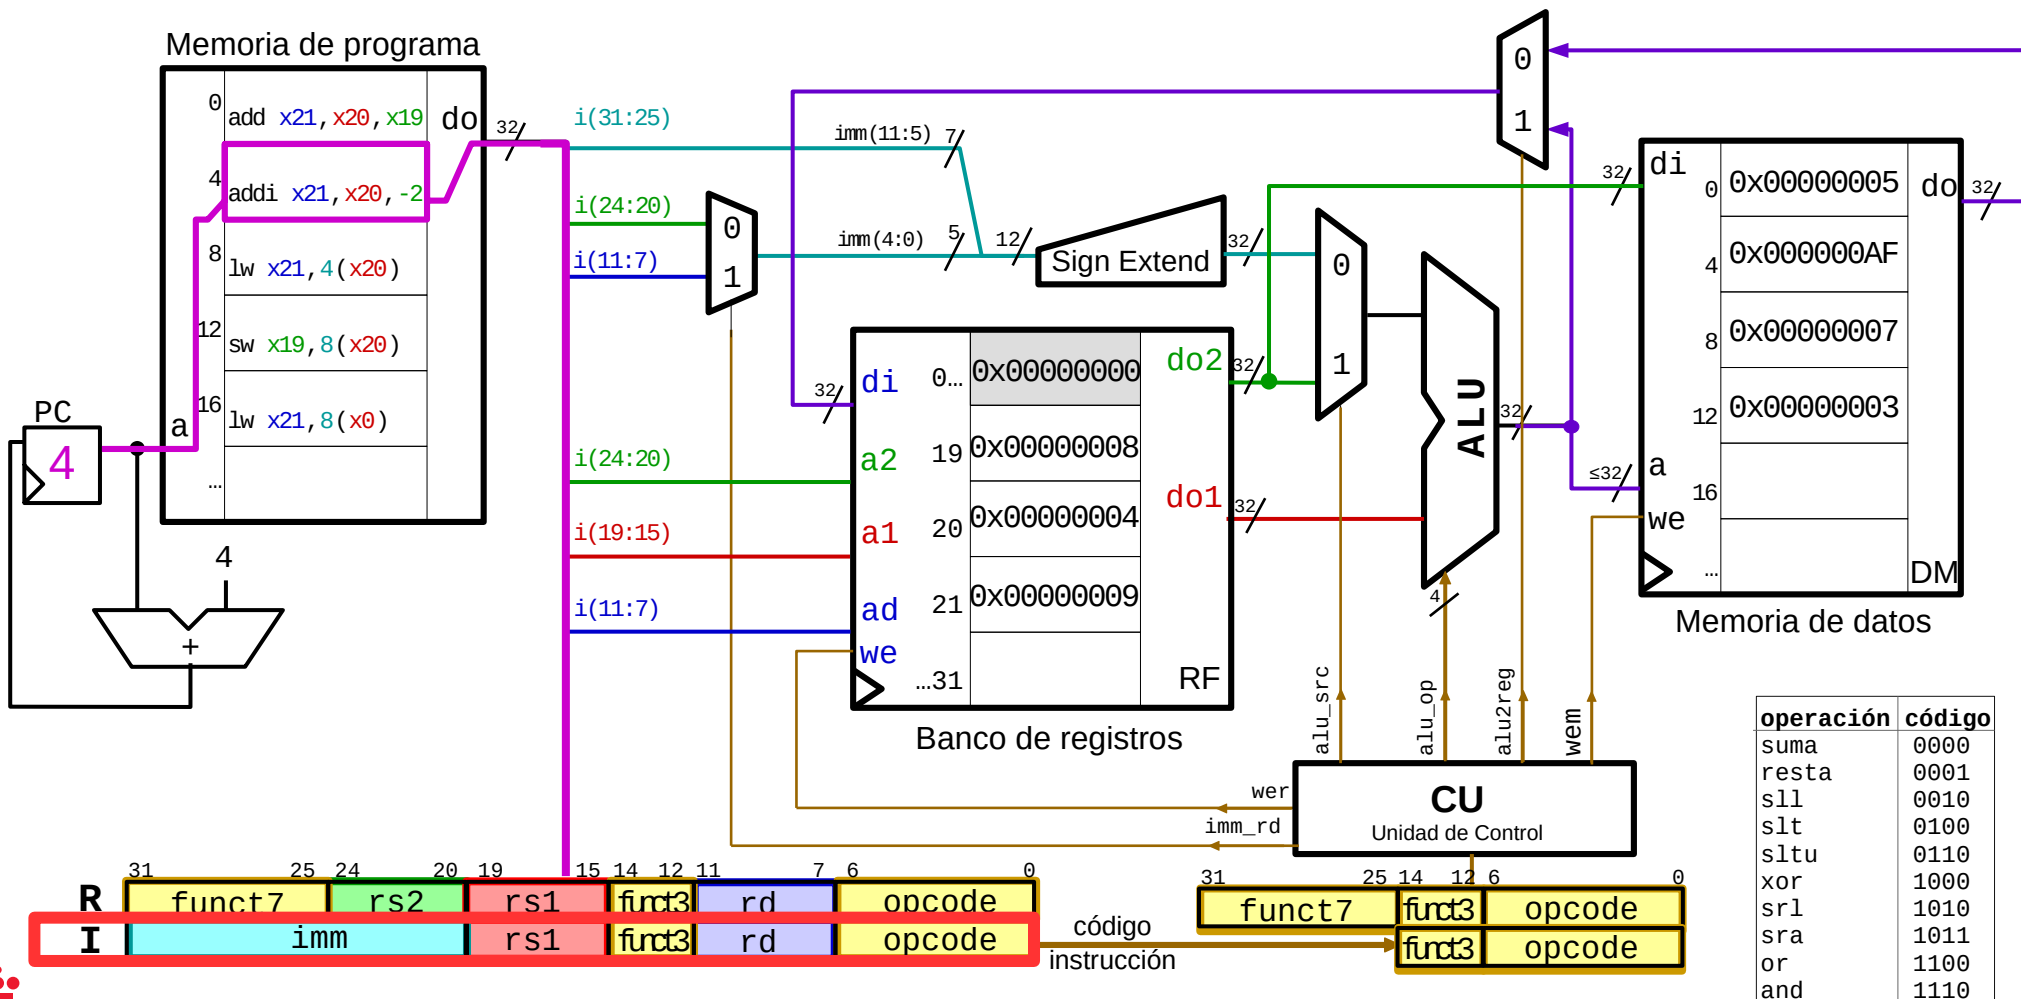 Memoria de programa
0
add x21,x20,x19
do
32
4
addi x21,x20,-2
8
lw x21,4(x20)
12
sw x19,8(x20)
16
lw x21,8(x0)
a
...
PC
4
4
+
i(31:25)
imm(11:5)
7
i(24:20)
0
i(11:7)
1
imm(4:0)
5
12
Sign Extend
32
0
1
0
1
di
32
0…
0x00000000
do2
32
i(24:20)
a2
19
0x00000008
i(19:15)
a1
20
0x00000004
do1
32
i(11:7)
ad
21
0x00000009
we
…31
RF
Banco de registros
ALU
32
4
32
di
0
0x00000005
do
32
4
0x000000AF
8
0x00000007
12
0x00000003
≤32
a
16
we
...
DM
Memoria de datos
alu_src
alu_op
alu2reg
wem
wer
imm_rd
CU
Unidad de Control
operación código
suma 0000
resta 0001
sll 0010
slt 0100
sltu 0110
xor 1000
srl 1010
sra 1011
or 1100
and 1110
31 25 24 20 19 15 14 12 11 7 6 0
R funct7 rs2 rs1 funct3 rd opcode
I imm rs1 funct3 rd opcode
código
instrucción
31 25 14 12 6 0
funct7 funct3 opcode
funct3 opcode